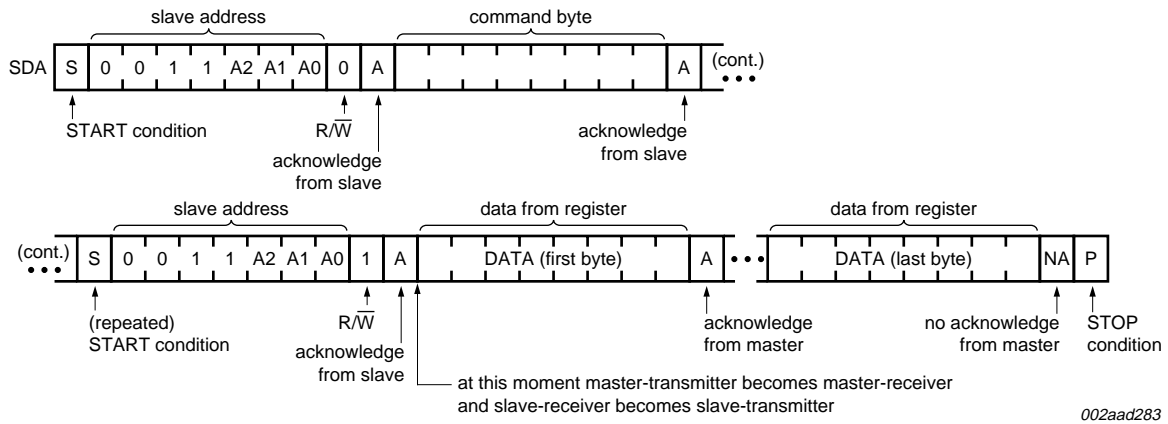 slave address command byte
SDA S 0 0 1 1 A2 A1 A0 0 A A (cont.)
START condition R/W̅ acknowledge from slave acknowledge from slave
slave address data from register data from register
(cont.) S 0 0 1 1 A2 A1 A0 1 A DATA (first byte) A DATA (last byte) NA P
(repeated)
START condition
R/W̅
acknowledge
from slave
acknowledge
from master
no acknowledge
from master
STOP
condition
at this moment master-transmitter becomes master-receiver
and slave-receiver becomes slave-transmitter
002aad283